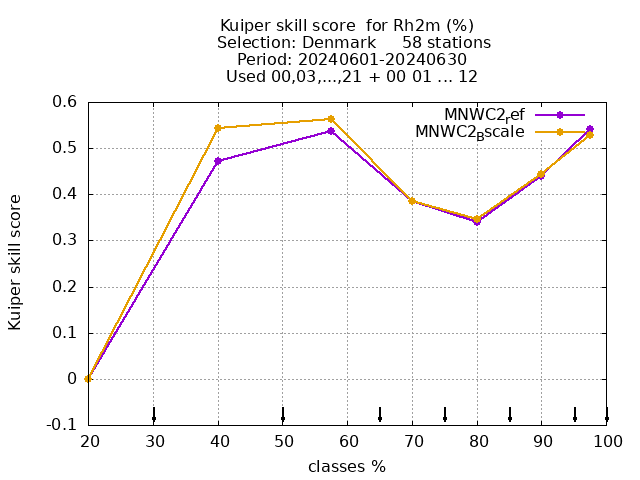 Kuiper skill score for Rh2m (%)
Selection: Denmark 58 stations
Period: 20240601-20240630
Used 00,03,...,21 + 00 01 ... 12
MNWC2ref
MNWC2Bscale
0.6
0.5
0.4
0.3
0.2
0.1
0
-0.1
Kuiper skill score
20 30 40 50 60 70 80 90 100
classes %